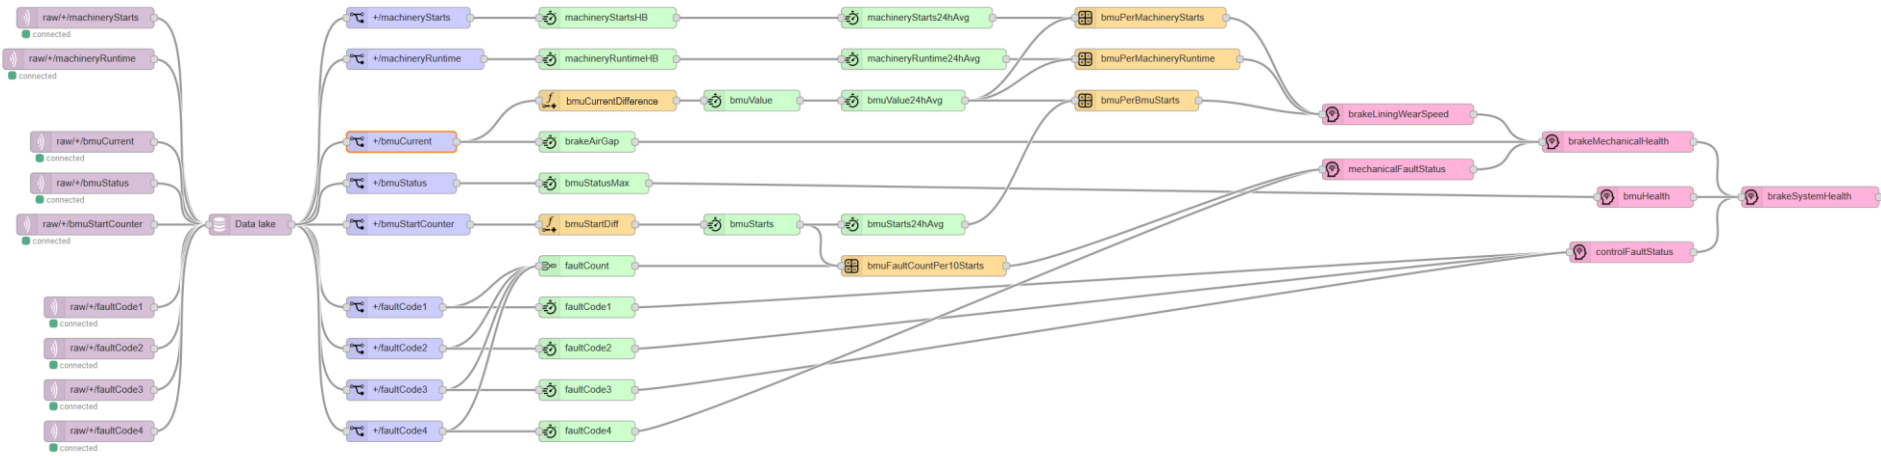 raw/+/machineryStarts
connected
+/machineryStarts
machineryStartsHB
machineryStarts24hAvg
bmuPerMachineryStarts
raw/+/machineryRuntime
connected
+/machineryRuntime
machineryRuntimeHB
machineryRuntime24hAvg
bmuPerMachineryRuntime
bmuCurrentDifference
bmuValue
bmuValue24hAvg
bmuPerBmuStarts
brakeLiningWearSpeed
raw/+/bmuCurrent
connected
+/bmuCurrent
brakeAirGap
brakeMechanicalHealth
mechanicalFaultStatus
raw/+/bmuStatus
connected
+/bmuStatus
bmuStatusMax
bmuHealth
brakeSystemHealth
raw/+/bmuStartCounter
connected
Data lake
+/bmuStartCounter
bmuStartDiff
bmuStarts
bmuStarts24hAvg
controlFaultStatus
faultCount
bmuFaultCountPer10Starts
raw/+/faultCode1
connected
+/faultCode1
faultCode1
raw/+/faultCode2
connected
+/faultCode2
faultCode2
raw/+/faultCode3
connected
+/faultCode3
faultCode3
raw/+/faultCode4
connected
+/faultCode4
faultCode4